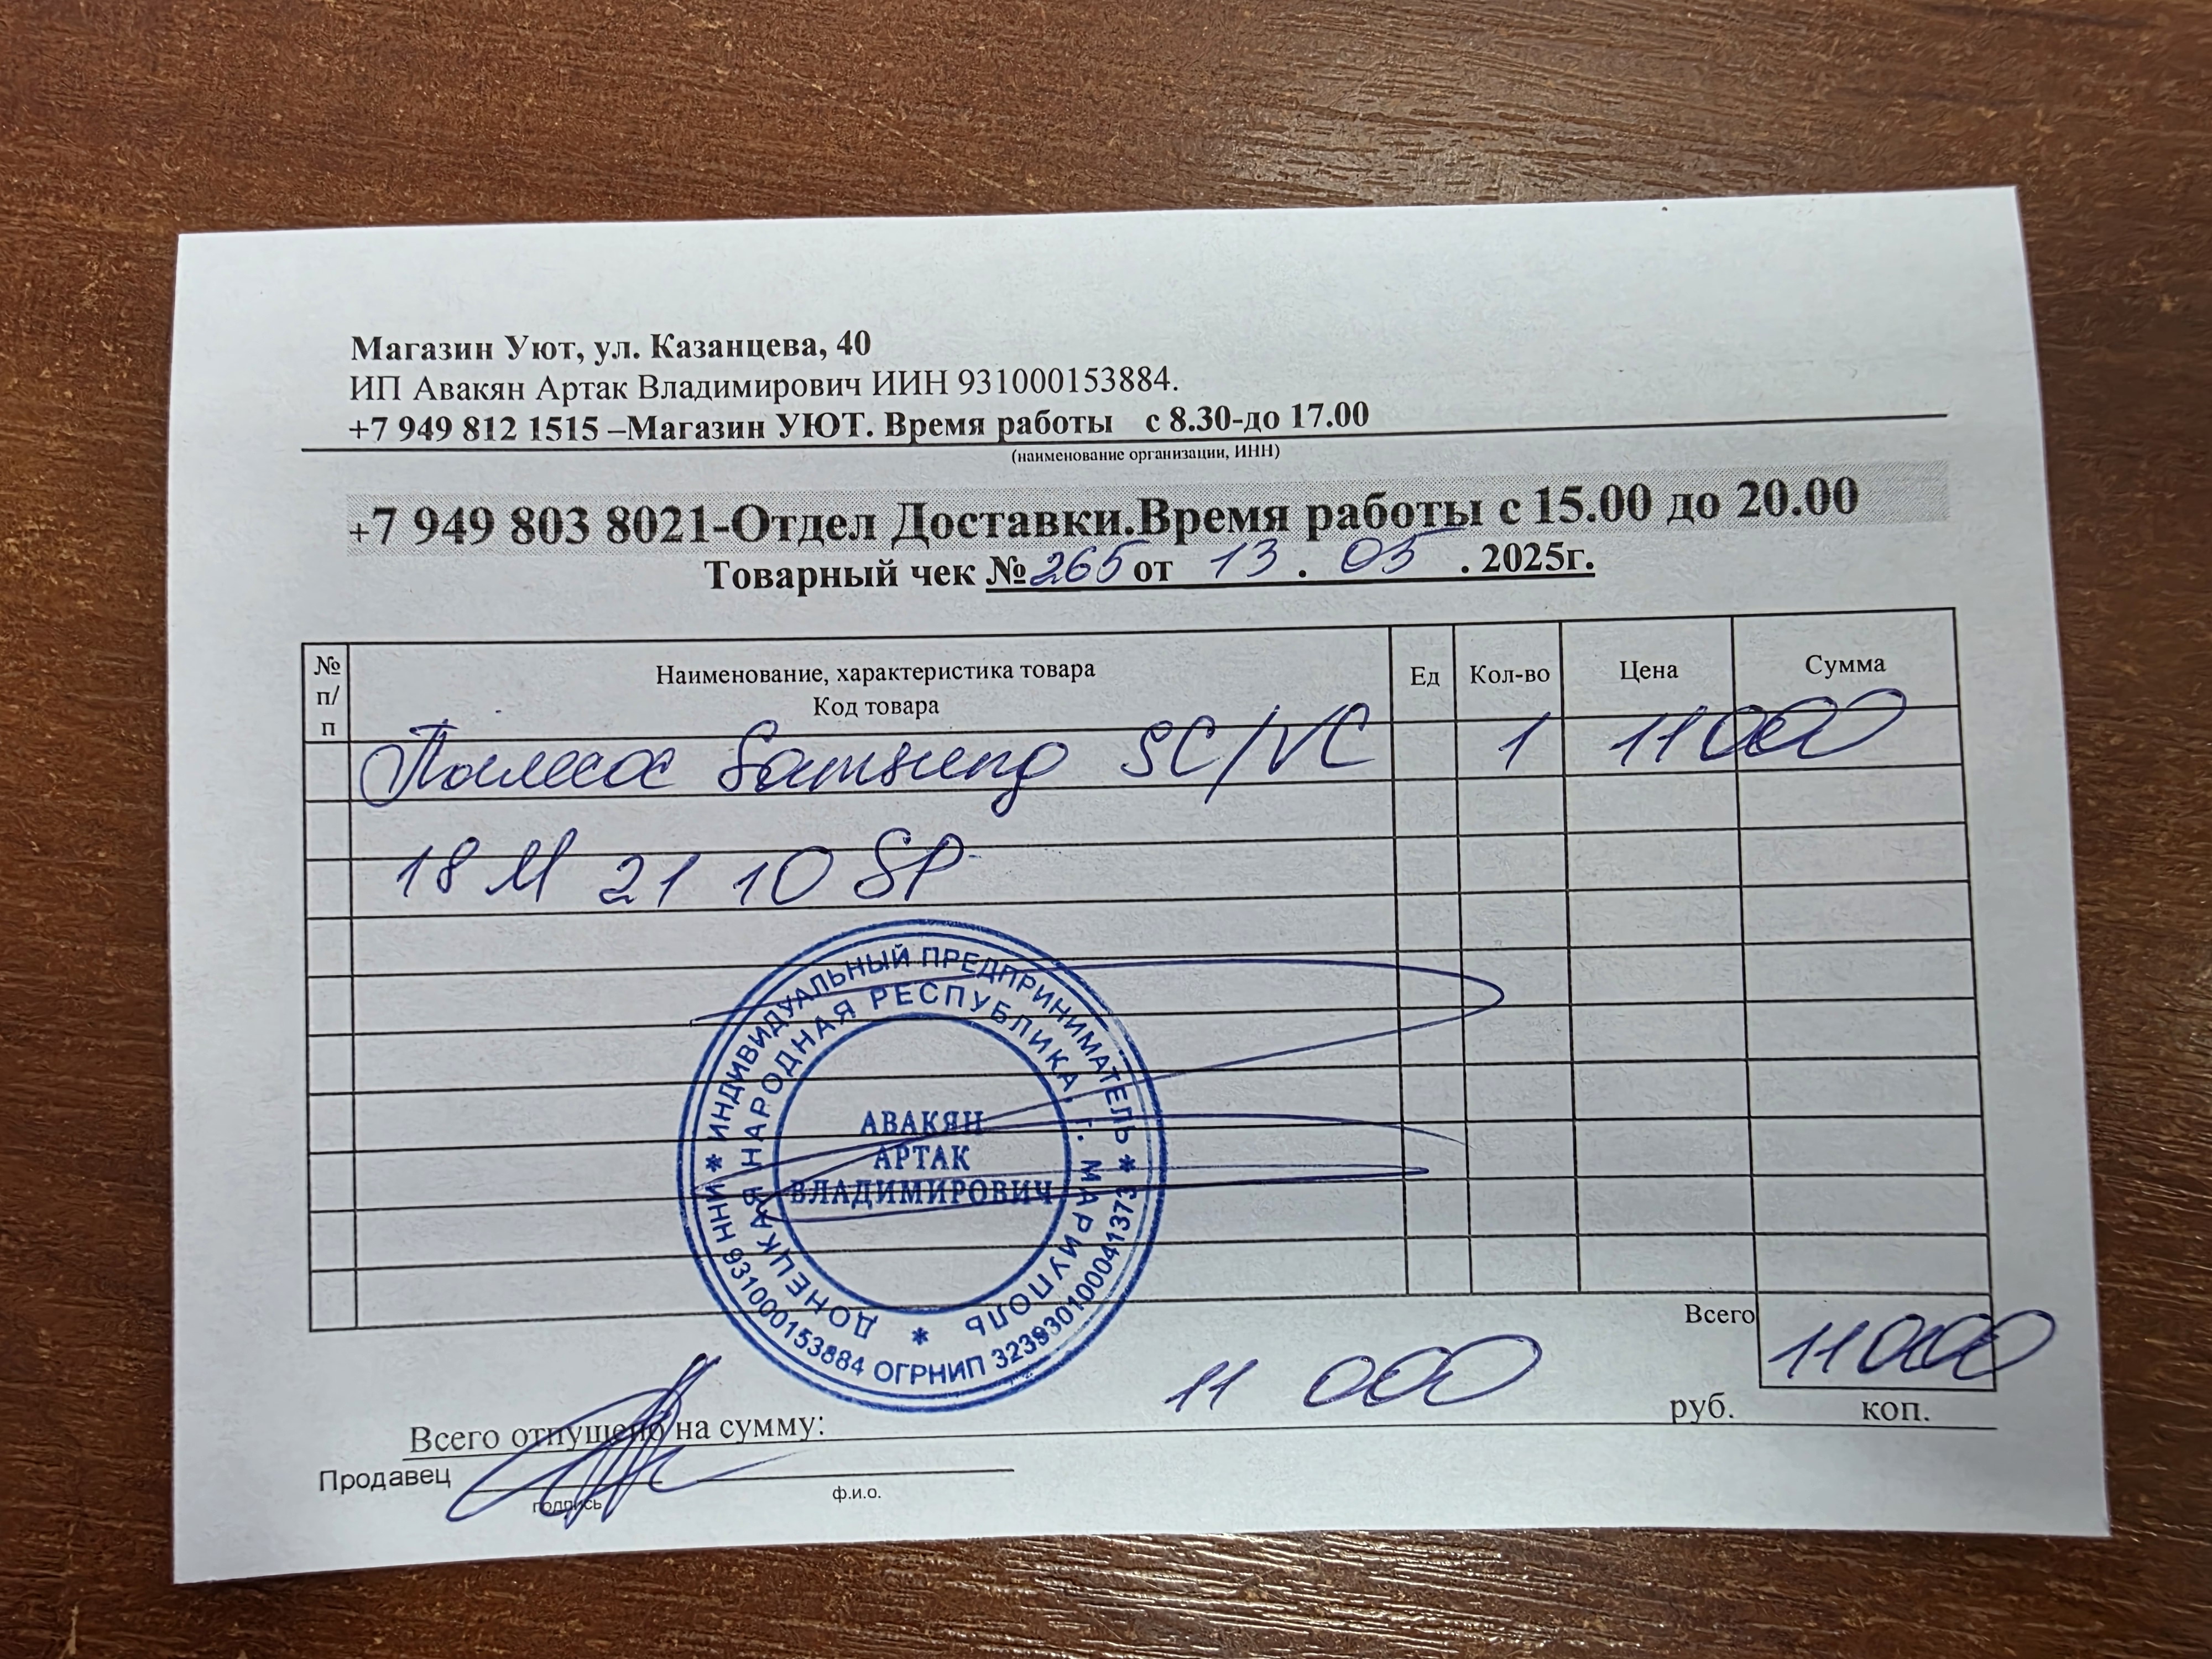 Магазин Уют, ул. Казанцева, 40
ИП Авакян Артак Владимирович ИИН 931000153884.
+7 949 812 1515 –Магазин УЮТ. Время работы с 8.30-до 17.00
(наименование организации, ИНН)
+7 949 803 8021-Отдел Доставки.Время работы с 15.00 до 20.00
Товарный чек №265 от 13 . 05 . 2025г.
№ п/п Наименование, характеристика товара Код товара Ед Кол-во Цена Сумма
Пылесос Samsung SC/VC 1 11000
18 M 21 10 SP
ИНДИВИДУАЛЬНЫЙ ПРЕДПРИНИМАТЕЛЬ
ДОНЕЦКАЯ НАРОДНАЯ РЕСПУБЛИКА, г. МАРИУПОЛЬ
АВАКЯН
АРТАК
ВЛАДИМИРОВИЧ
ИНН 931000153884 ОГРНИП 323930100041373
Всего 11000
Всего отпущено на сумму: 11 000 руб. коп.
Продавец
подпись ф.и.о.